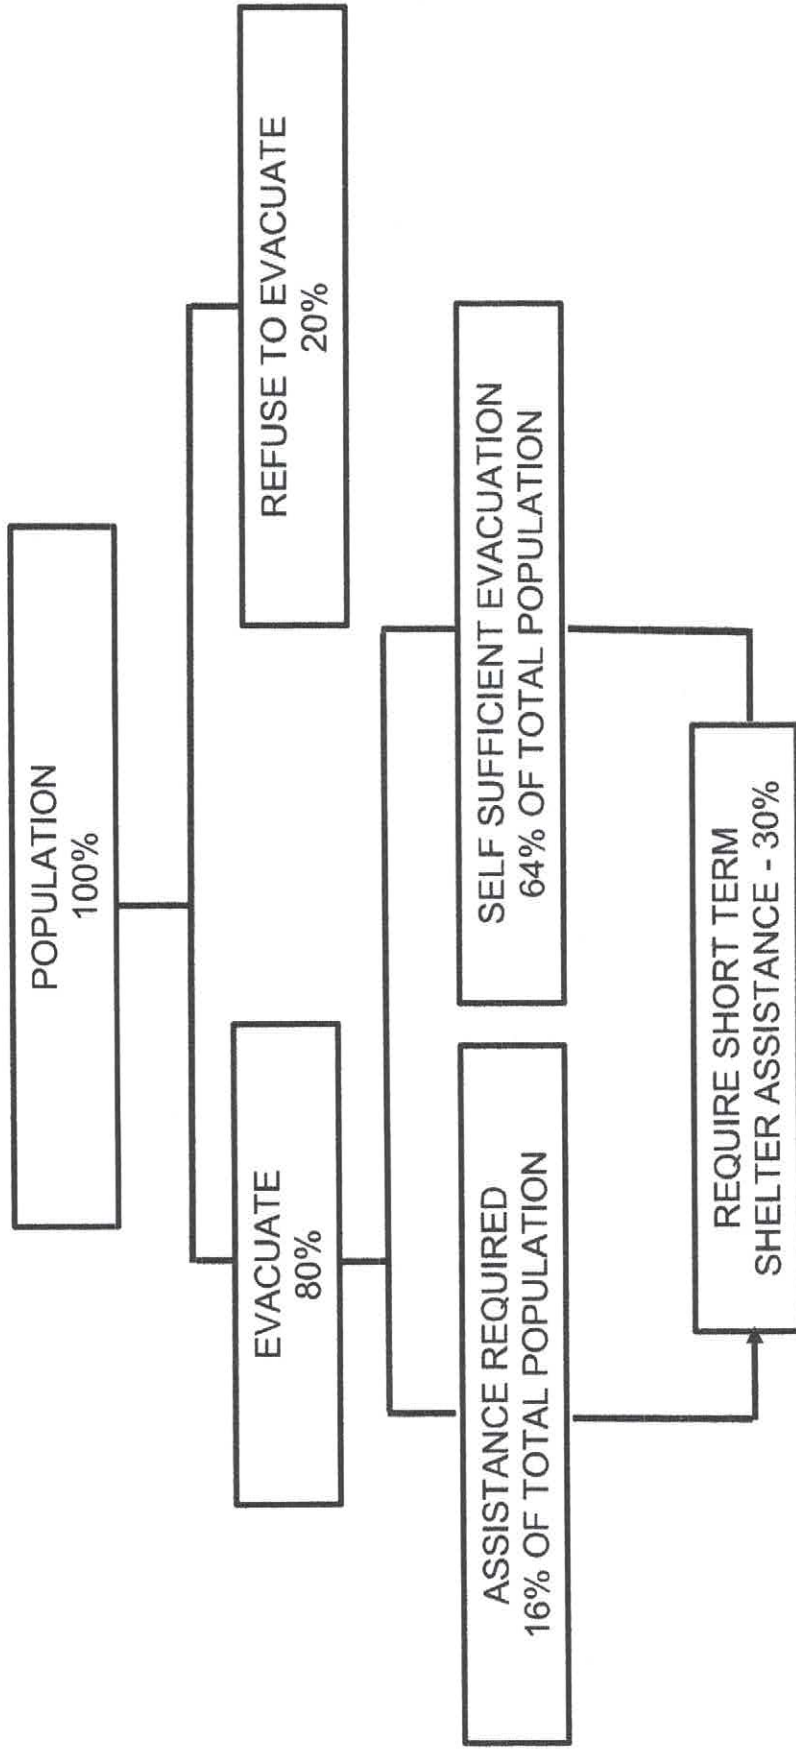 POPULATION
100%
EVACUATE
80%
REFUSE TO EVACUATE
20%
ASSISTANCE REQUIRED
16% OF TOTAL POPULATION
SELF SUFFICIENT EVACUATION
64% OF TOTAL POPULATION
REQUIRE SHORT TERM
SHELTER ASSISTANCE - 30%